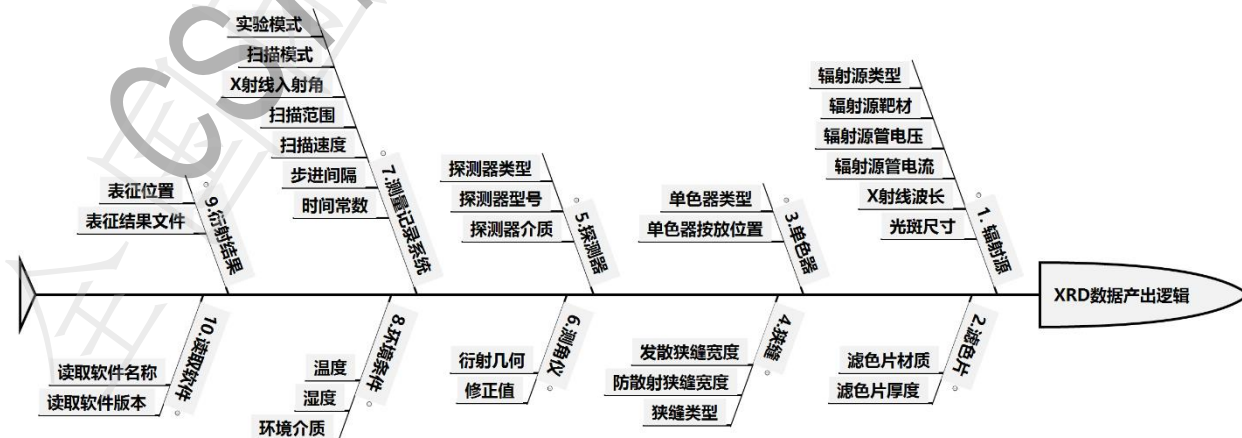 实验模式
扫描模式
X射线入射角
扫描范围
扫描速度
步进间隔
时间常数
7.测量记录系统
表征位置
表征结果文件
9.衍射结果
探测器类型
探测器型号
探测器介质
5.探测器
单色器类型
单色器按放位置
3.单色器
辐射源类型
辐射源靶材
辐射源管电压
辐射源管电流
X射线波长
光斑尺寸
1. 辐射源
XRD数据产出逻辑
10.读取软件
读取软件名称
读取软件版本
8.环境条件
温度
湿度
环境介质
6.测角仪
衍射几何
修正值
4.狭缝
发散狭缝宽度
防散射狭缝宽度
狭缝类型
2.滤色片
滤色片材质
滤色片厚度